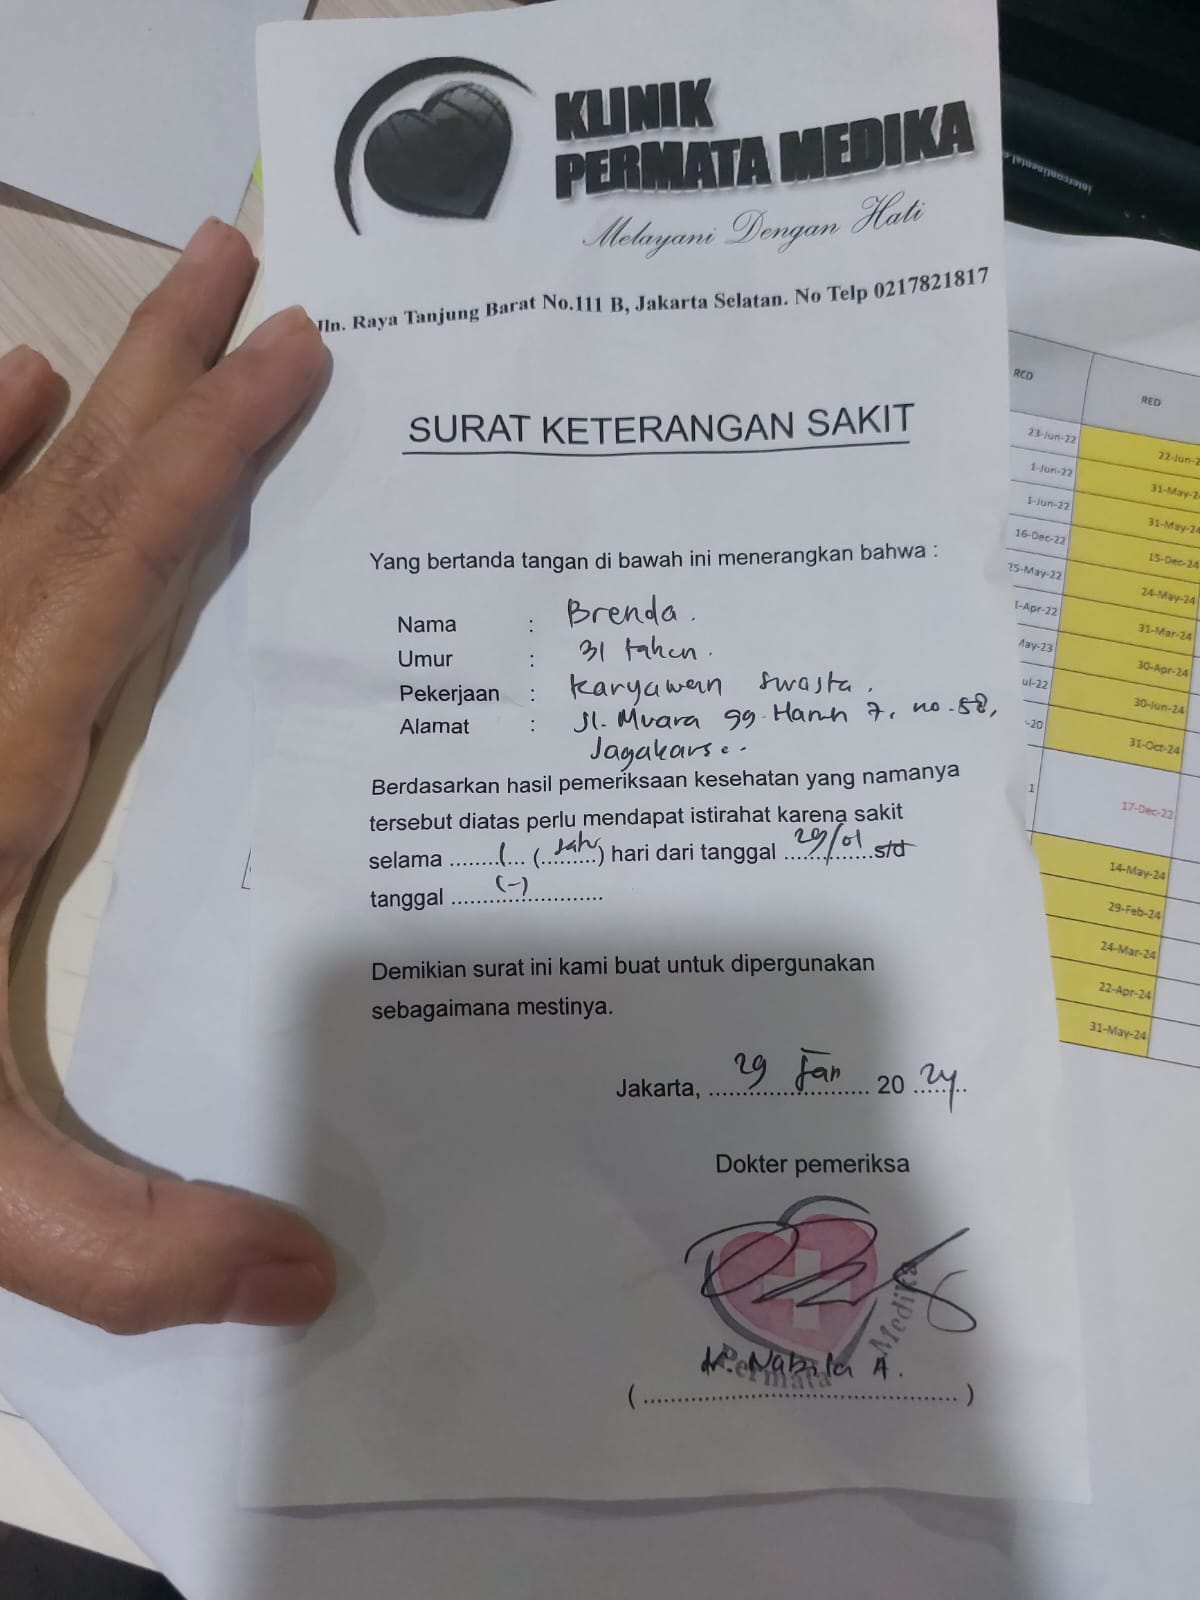 KLINIK
PERMATA MEDIKA
Melayani Dengan Hati
Jln. Raya Tanjung Barat No.111 B, Jakarta Selatan. No Telp 0217821817
SURAT KETERANGAN SAKIT
Yang bertanda tangan di bawah ini menerangkan bahwa :
Nama : Brenda.
Umur : 31 tahun.
Pekerjaan : Karyawan swasta.
Alamat : Jl. Muara gg. 7, no. 58,
Jagakarsa.
Berdasarkan hasil pemeriksaan kesehatan yang namanya
tersebut diatas perlu mendapat istirahat karena sakit
selama ........1... (..satu..) hari dari tanggal ...29/01...s/d
tanggal ......(-)..............
Demikian surat ini kami buat untuk dipergunakan
sebagaimana mestinya.
Jakarta, ...29 Jan... 20 24
Dokter pemeriksa
Permata Medika
dr. Nabila A.
(..............................................)
intercontinental
RCD RED
23-Jun-22 22-Jun-2
1-Jun-22 31-May-2
1-Jun-22 31-May-24
16-Dec-22 15-Dec-24
25-May-22 24-May-24
1-Apr-22 31-Mar-24
May-23 30-Apr-24
ul-22 30-Jun-24
-20 31-Oct-24
1 17-Dec-22
14-May-24
29-Feb-24
24-Mar-24
22-Apr-24
31-May-24